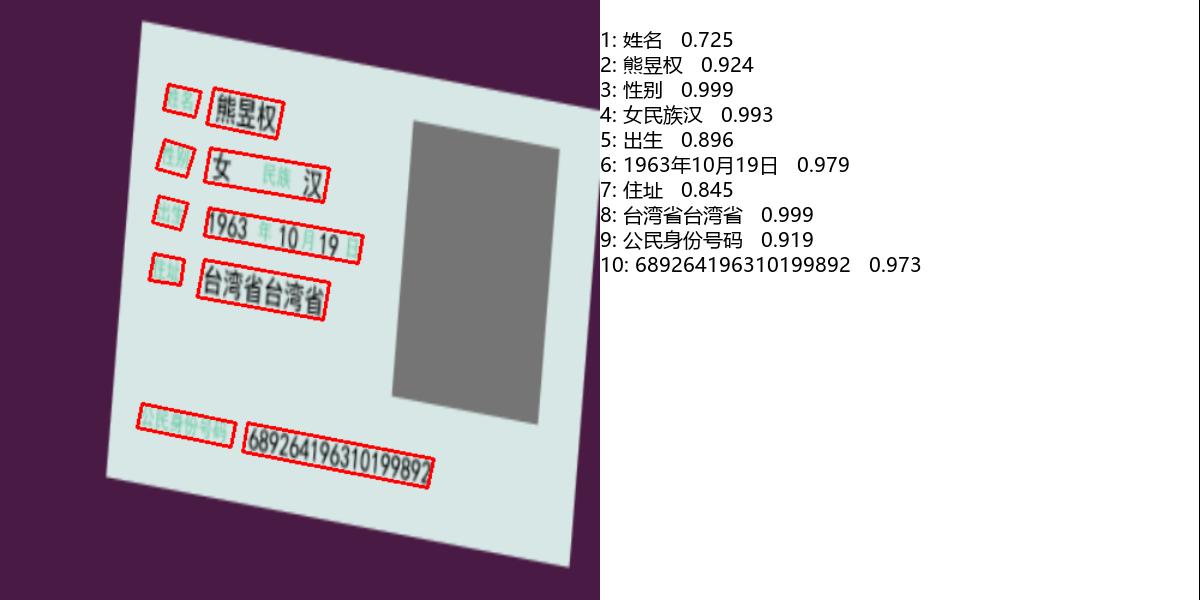 姓名 熊昱权
性别 女 民族 汉
出生 1963 年 10 月 19 日
住址 台湾省台湾省
公民身份号码 689264196310199892
1: 姓名 0.725
2: 熊昱权 0.924
3: 性别 0.999
4: 女民族汉 0.993
5: 出生 0.896
6: 1963年10月19日 0.979
7: 住址 0.845
8: 台湾省台湾省 0.999
9: 公民身份号码 0.919
10: 689264196310199892 0.973